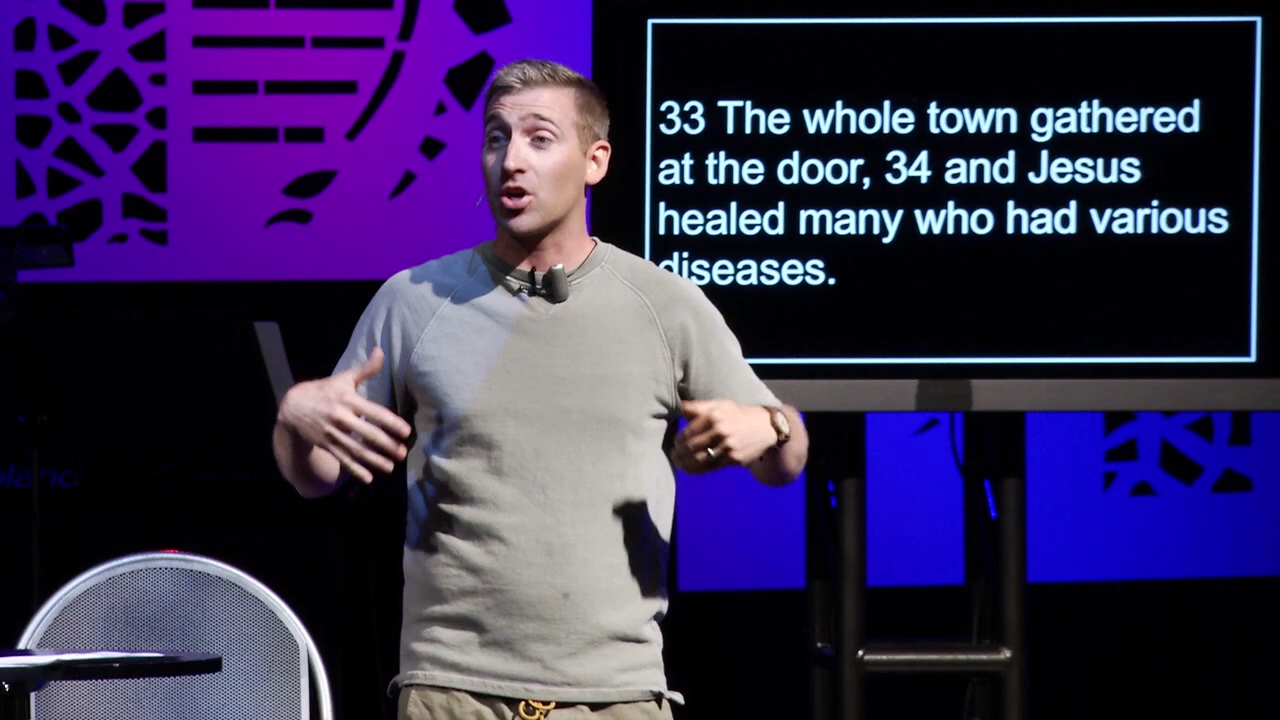 33 The whole town gathered
at the door, 34 and Jesus
healed many who had various
diseases.